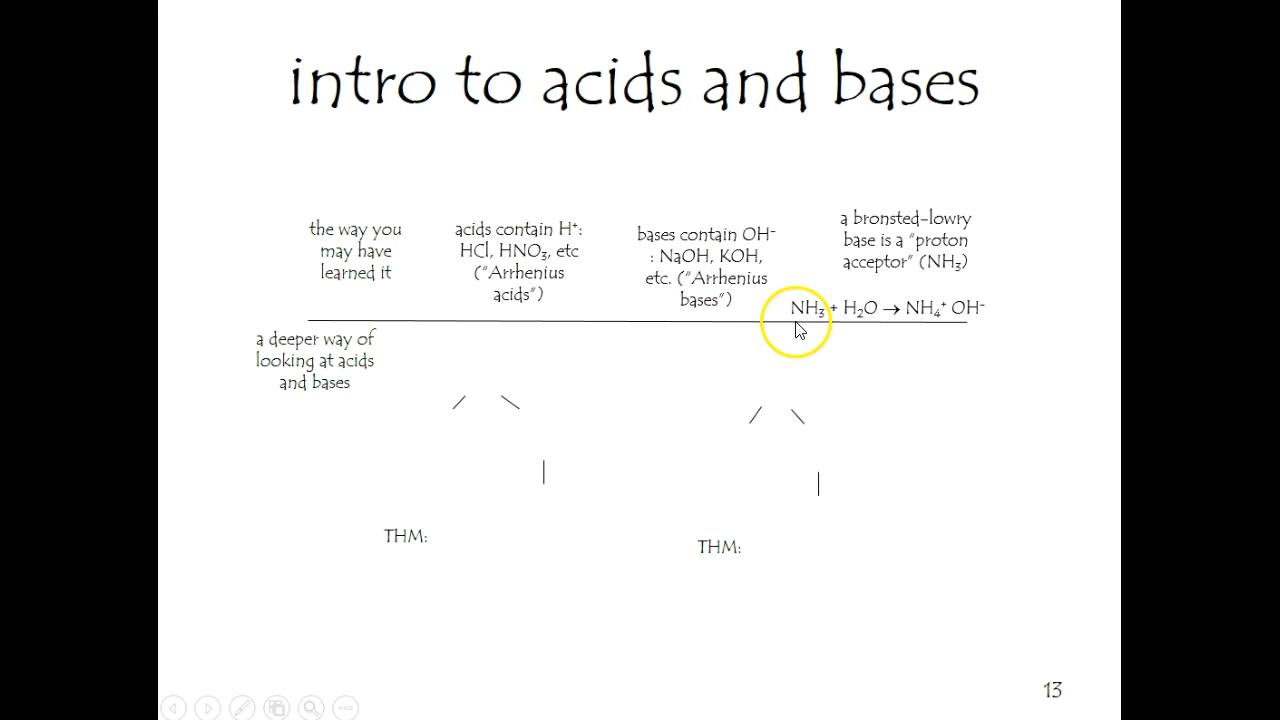 intro to acids and bases
the way you
may have
learned it
acids contain H⁺:
HCl, HNO₃, etc
("Arrhenius
acids")
bases contain OH⁻
: NaOH, KOH,
etc. ("Arrhenius
bases")
a bronsted-lowry
base is a "proton
acceptor" (NH₃)
NH₃ + H₂O → NH₄⁺ OH⁻
a deeper way of
looking at acids
and bases
THM:
THM:
13